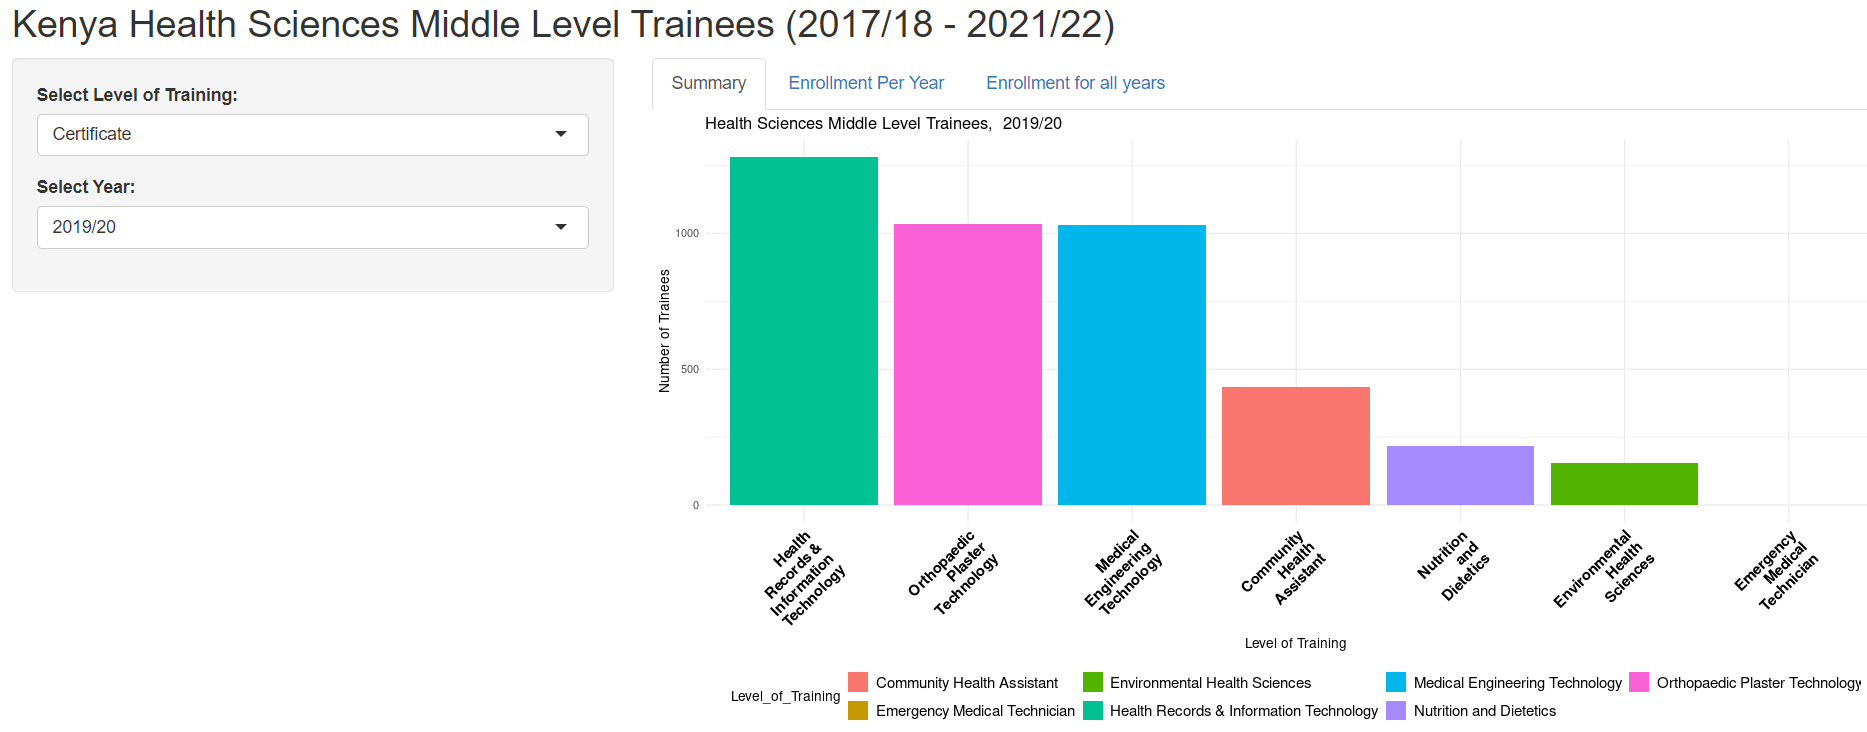 Kenya Health Sciences Middle Level Trainees (2017/18 - 2021/22)
Select Level of Training:
Certificate
Select Year:
2019/20
Summary
Enrollment Per Year
Enrollment for all years
Health Sciences Middle Level Trainees,  2019/20
Number of Trainees
1000
500
0
Health
Records &
Information
Technology
Orthopaedic
Plaster
Technology
Medical
Engineering
Technology
Community
Health
Assistant
Nutrition
and
Dietetics
Environmental
Health
Sciences
Emergency
Medical
Technician
Level of Training
Level_of_Training
Community Health Assistant
Environmental Health Sciences
Medical Engineering Technology
Orthopaedic Plaster Technology
Emergency Medical Technician
Health Records & Information Technology
Nutrition and Dietetics